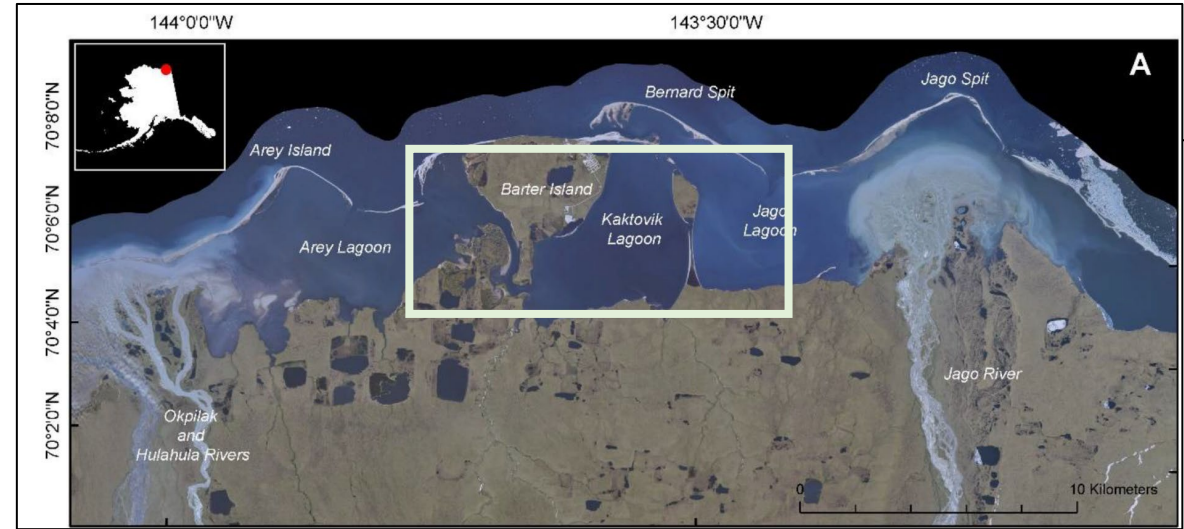 144°0'0"W
143°30'0"W
A
Jago Spit
Bernard Spit
70°8'0"N
Arey Island
Barter Island
70°6'0"N
Kaktovik
Lagoon
Jago
Lagoon
Arey Lagoon
70°4'0"N
Jago River
70°2'0"N
Okpilak
and
Hulahula Rivers
0
10 Kilometers